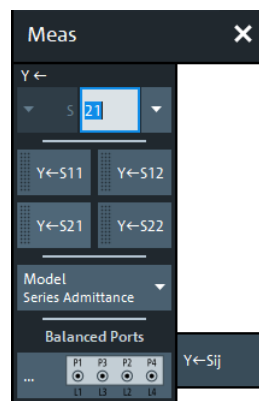 Meas
Y ←
S 21
Y←S11 Y←S12
Y←S21 Y←S22
Model
Series Admittance
Balanced Ports
... P1 P3 P2 P4
L1 L3 L2 L4
Y←Sij